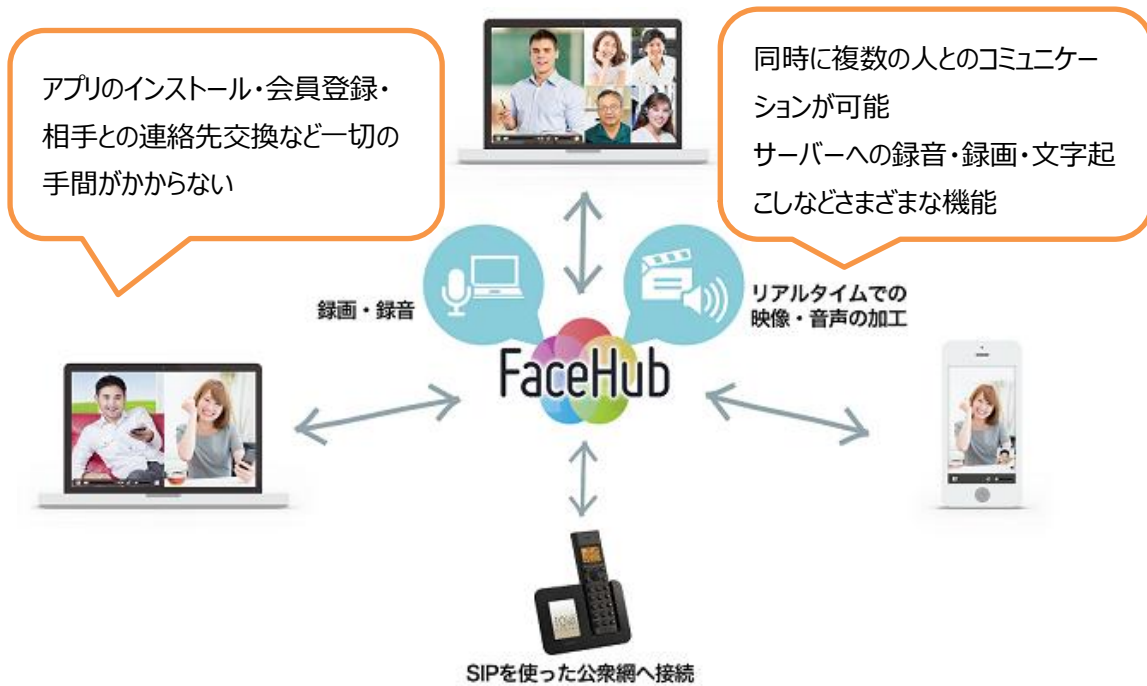 アプリのインストール・会員登録・
相手との連絡先交換など一切の
手間がかからない
同時に複数の人とのコミュニケー
ションが可能
サーバーへの録音・録画・文字起
こしなどさまざまな機能
録画・録音
リアルタイムでの
映像・音声の加工
FaceHub
SIPを使った公衆網へ接続